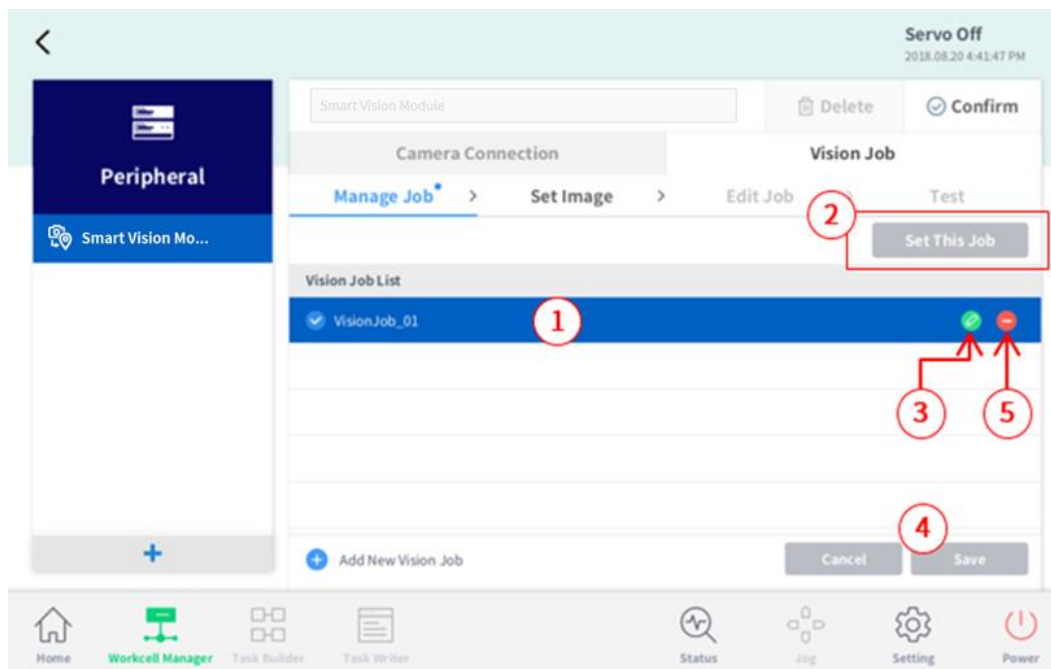 Servo Off
2018.08.20 4:41:47 PM
Peripheral
Smart Vision Mo...
Smart Vision Module
Delete
Confirm
Camera Connection
Vision Job
Manage Job > Set Image > Edit Job > Test
2
Set This Job
Vision Job List
VisionJob_01
1
3
5
4
+
Add New Vision Job
Cancel
Save
Home
Workcell Manager
Task Builder
Task Writer
Status
Jog
Setting
Power